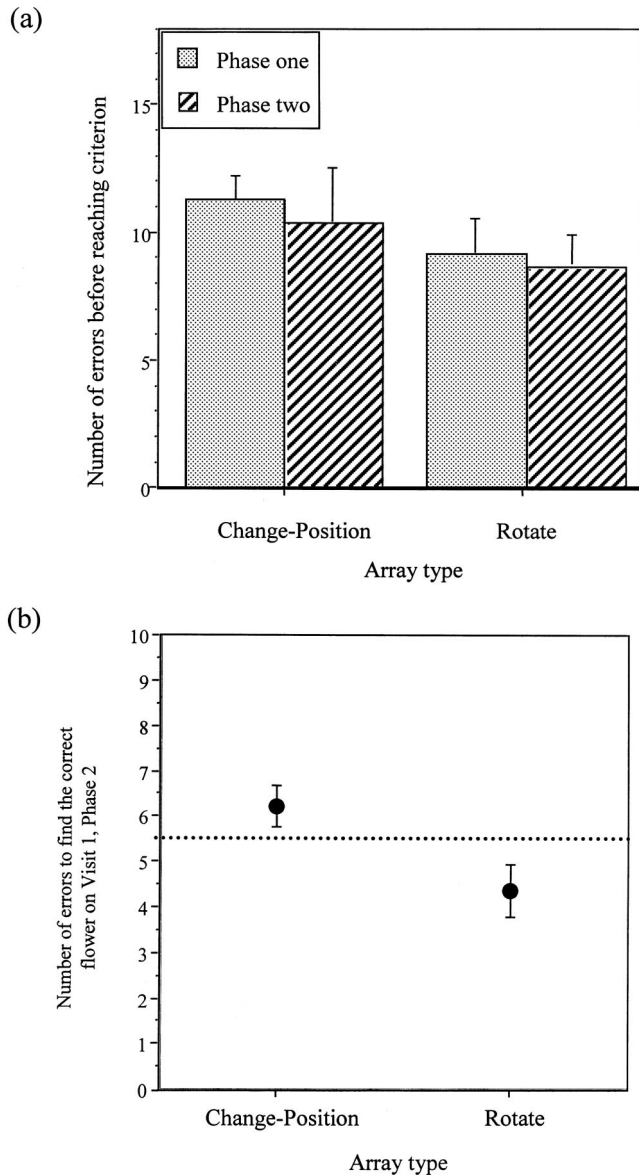 (a)
Phase one
Phase two
15
10
5
0
Number of errors before reaching criterion
Change-Position
Rotate
Array type
(b)
10
9
8
7
6
5
4
3
2
1
0
Number of errors to find the correct
flower on Visit 1, Phase 2
Change-Position
Rotate
Array type